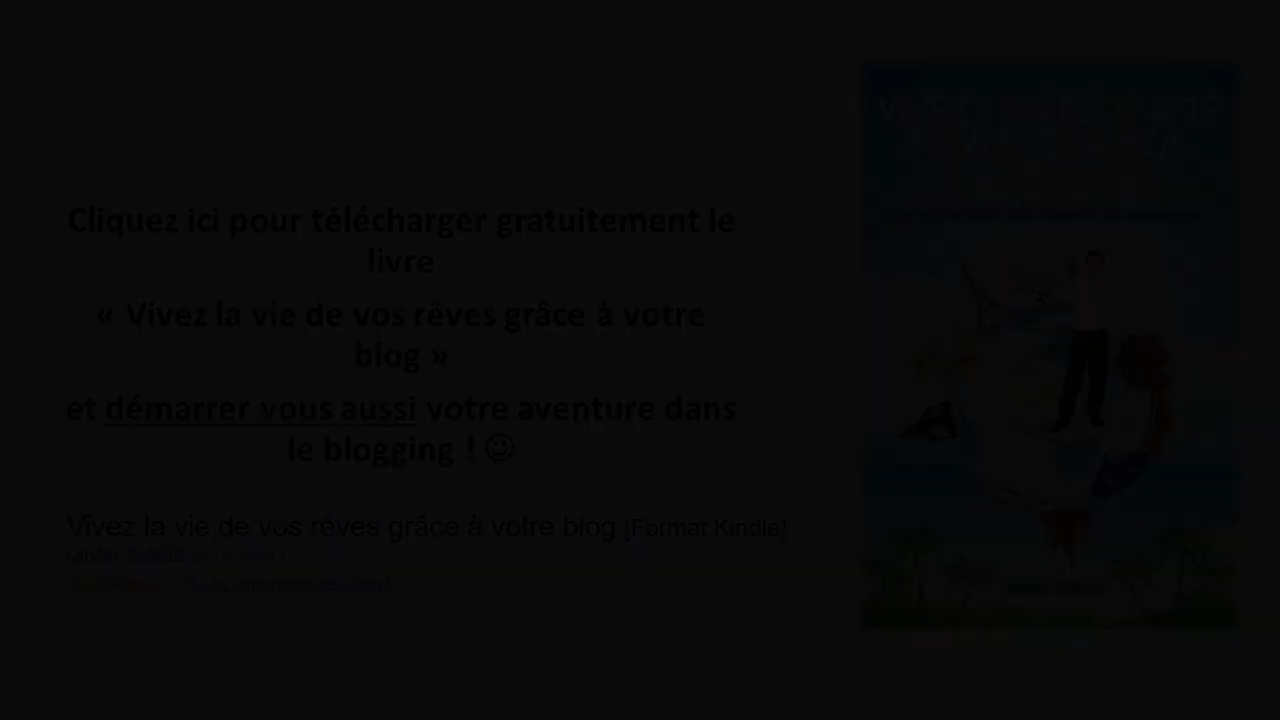 Cliquez ici pour télécharger gratuitement le
livre
« Vivez la vie de vos rêves grâce à votre
blog »
et démarrer vous aussi votre aventure dans
le blogging ! ☺
Vivez la vie de vos rêves grâce à votre blog [Format Kindle]